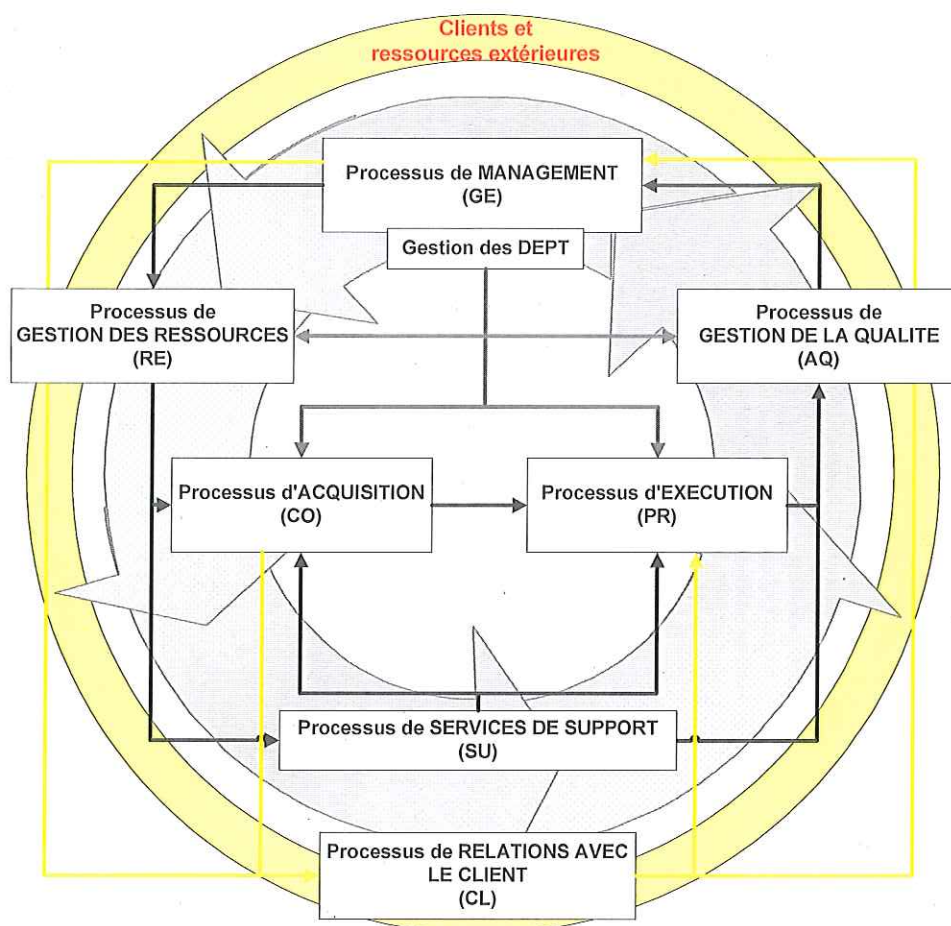 Clients et
ressources extérieures
Processus de MANAGEMENT
(GE)
Gestion des DEPT
Processus de
GESTION DES RESSOURCES
(RE)
Processus de
GESTION DE LA QUALITE
(AQ)
Processus d'ACQUISITION
(CO)
Processus d'EXECUTION
(PR)
Processus de SERVICES DE SUPPORT
(SU)
Processus de RELATIONS AVEC
LE CLIENT
(CL)